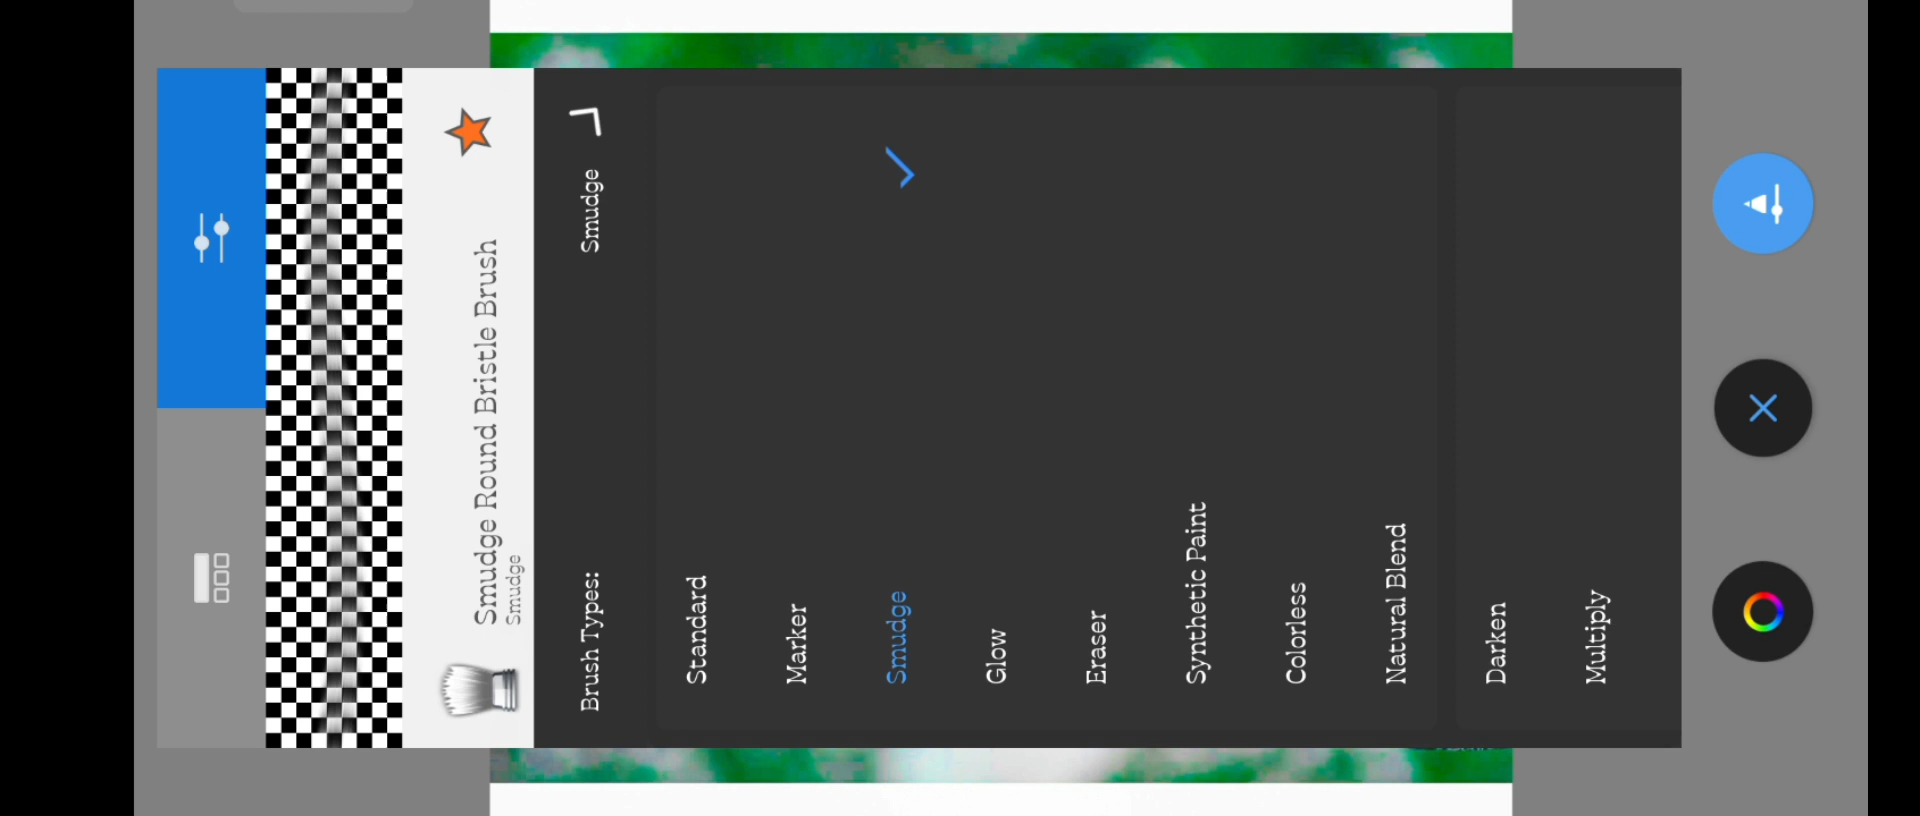 Smudge Round Bristle Brush
Smudge
Brush Types: Smudge
Standard
Marker
Smudge
Glow
Eraser
Synthetic Paint
Colorless
Natural Blend
Darken
Multiply